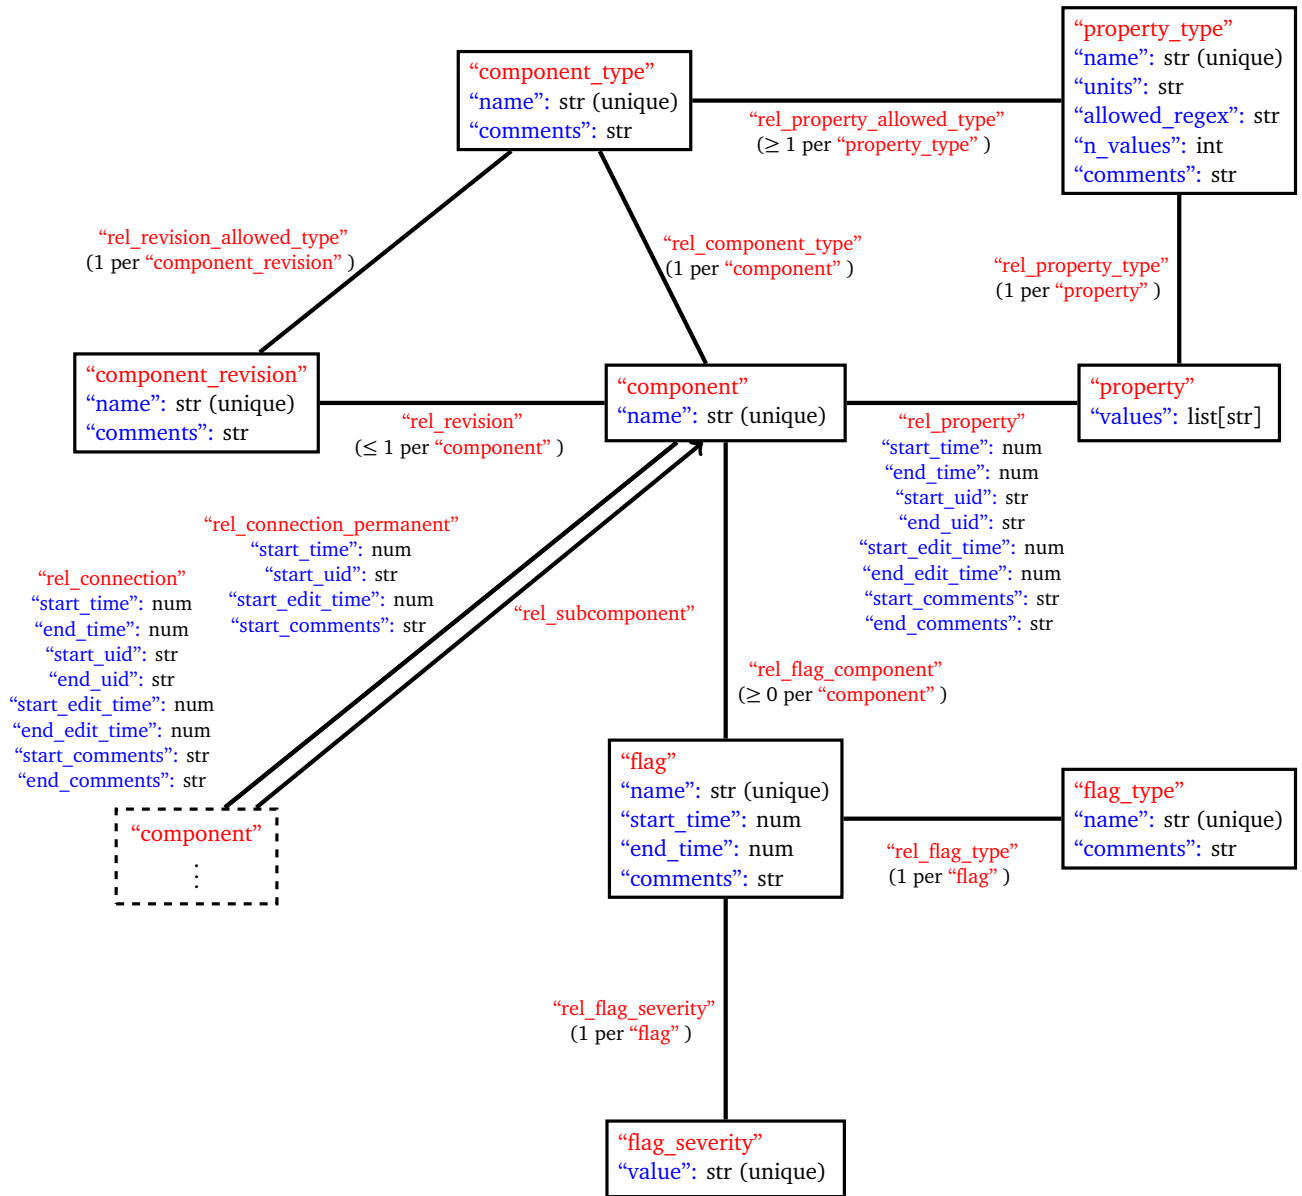 “property_type”
“name”: str (unique)
“units”: str
“allowed_regex”: str
“n_values”: int
“comments”: str
“component_type”
“name”: str (unique)
“comments”: str
“rel_property_allowed_type”
(≥ 1 per “property_type” )
“rel_revision_allowed_type”
(1 per “component_revision” )
“rel_component_type”
(1 per “component” )
“rel_property_type”
(1 per “property” )
“component_revision”
“name”: str (unique)
“comments”: str
“rel_revision”
(≤ 1 per “component” )
“component”
“name”: str (unique)
“property”
“values”: list[str]
“rel_property”
“start_time”: num
“end_time”: num
“start_uid”: str
“end_uid”: str
“start_edit_time”: num
“end_edit_time”: num
“start_comments”: str
“end_comments”: str
“rel_connection_permanent”
“start_time”: num
“start_uid”: str
“start_edit_time”: num
“start_comments”: str
“rel_connection”
“start_time”: num
“end_time”: num
“start_uid”: str
“end_uid”: str
“start_edit_time”: num
“end_edit_time”: num
“start_comments”: str
“end_comments”: str
“rel_subcomponent”
“rel_flag_component”
(≥ 0 per “component” )
“component”
⋮
“flag”
“name”: str (unique)
“start_time”: num
“end_time”: num
“comments”: str
“rel_flag_type”
(1 per “flag” )
“flag_type”
“name”: str (unique)
“comments”: str
“rel_flag_severity”
(1 per “flag” )
“flag_severity”
“value”: str (unique)